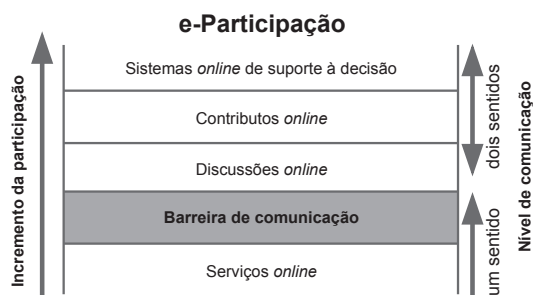 e-Participação
Sistemas online de suporte à decisão
Contributos online
Discussões online
Barreira de comunicação
Serviços online
Incremento da participação
dois sentidos
um sentido
Nível de comunicação